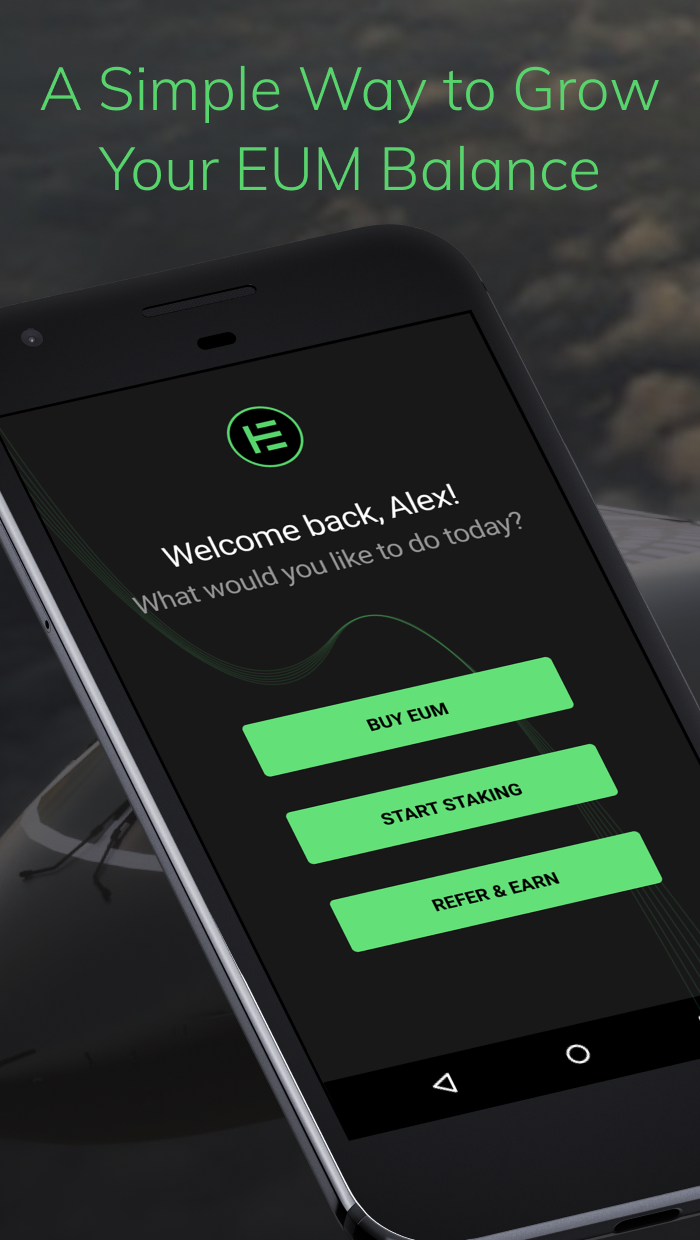 A Simple Way to Grow
Your EUM Balance
Welcome back, Alex!
What would you like to do today?
BUY EUM
START STAKING
REFER & EARN